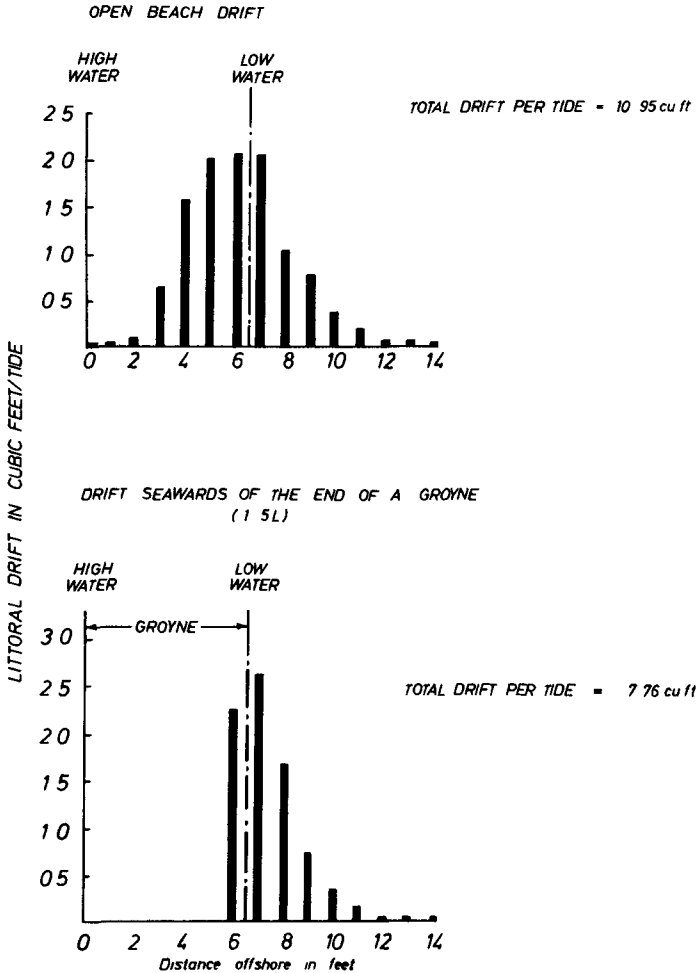 OPEN BEACH DRIFT
HIGH WATER
LOW WATER
TOTAL DRIFT PER TIDE = 10 95 cu ft
2 5
2 0
1 5
1 0
0 5
0 2 4 6 8 10 12 14
LITTORAL DRIFT IN CUBIC FEET/TIDE
DRIFT SEAWARDS OF THE END OF A GROYNE
(1 5L)
HIGH WATER
LOW WATER
GROYNE
TOTAL DRIFT PER TIDE = 7 76 cu ft
3 0
2 5
2 0
1 5
1 0
0 5
0 2 4 6 8 10 12 14
Distance offshore in feet